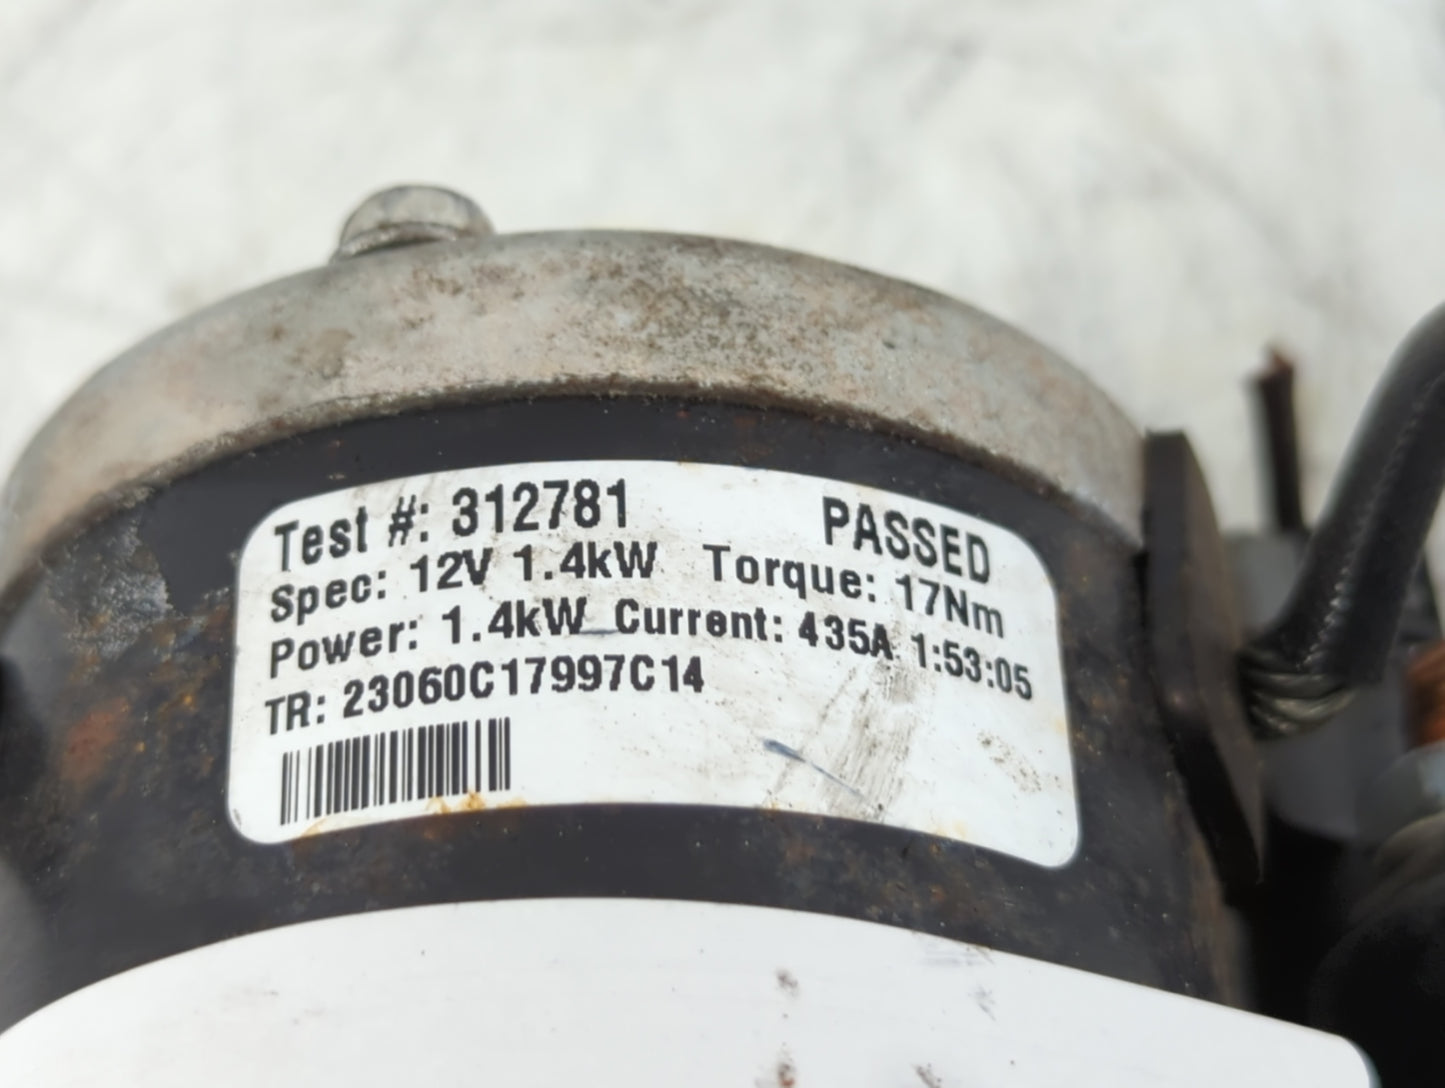 Test #: 312781 PASSED
Spec: 12V 1.4kW Torque: 17Nm
Power: 1.4kW Current: 435A 1:53:05
TR: 23060C17997C14